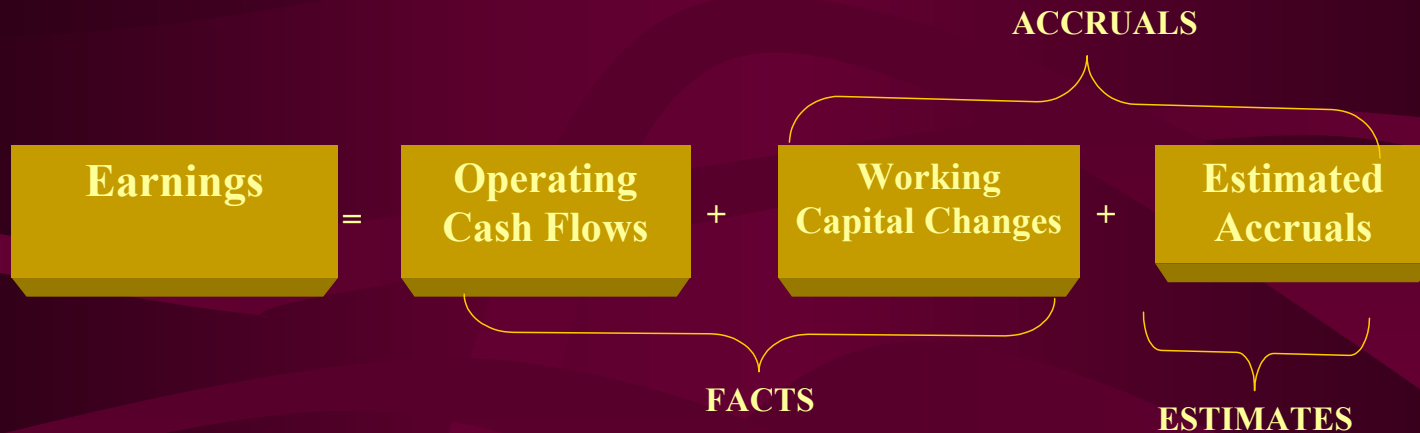 ACCRUALS
Earnings
=
Operating
Cash Flows
+
Working
Capital Changes
+
Estimated
Accruals
FACTS
ESTIMATES